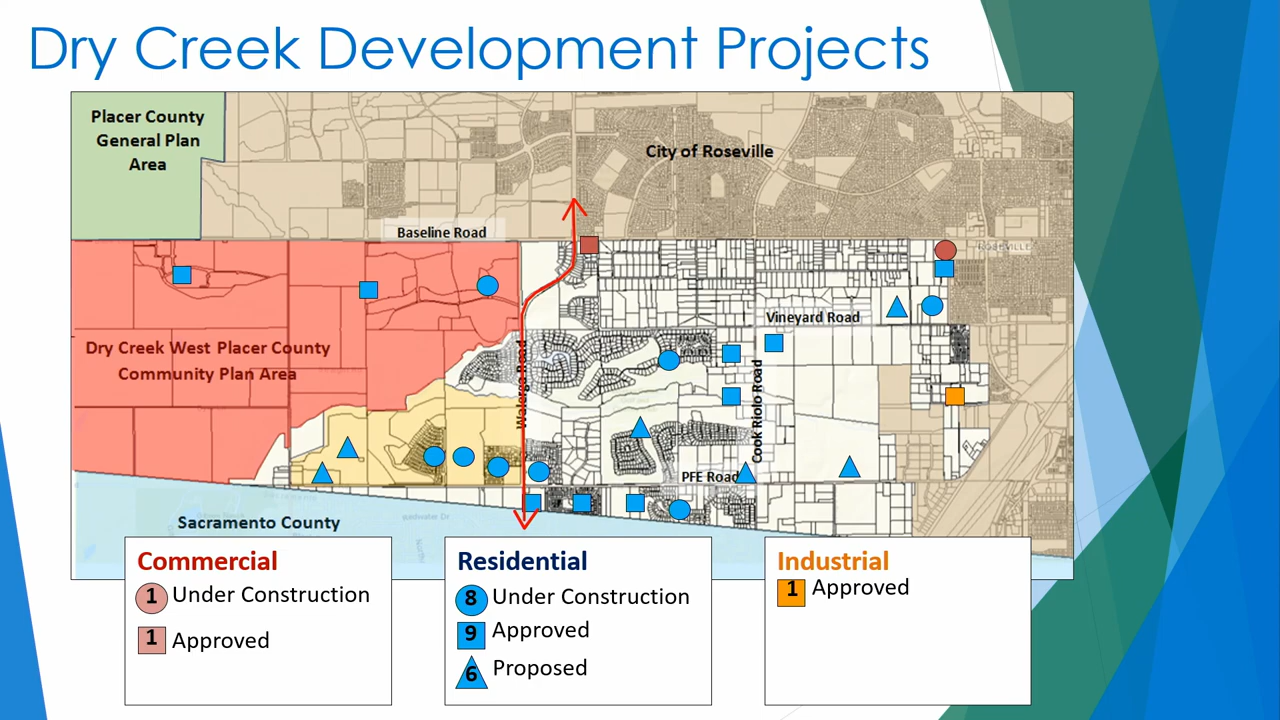 Dry Creek Development Projects
Placer County
General Plan
Area
City of Roseville
Baseline Road
ROSEVILLE
Vineyard Road
Dry Creek West Placer County
Community Plan Area
Walerga Road
Cook Riolo Road
PFE Road
Sacramento County
Commercial
1 Under Construction
1 Approved
Residential
8 Under Construction
9 Approved
6 Proposed
Industrial
1 Approved